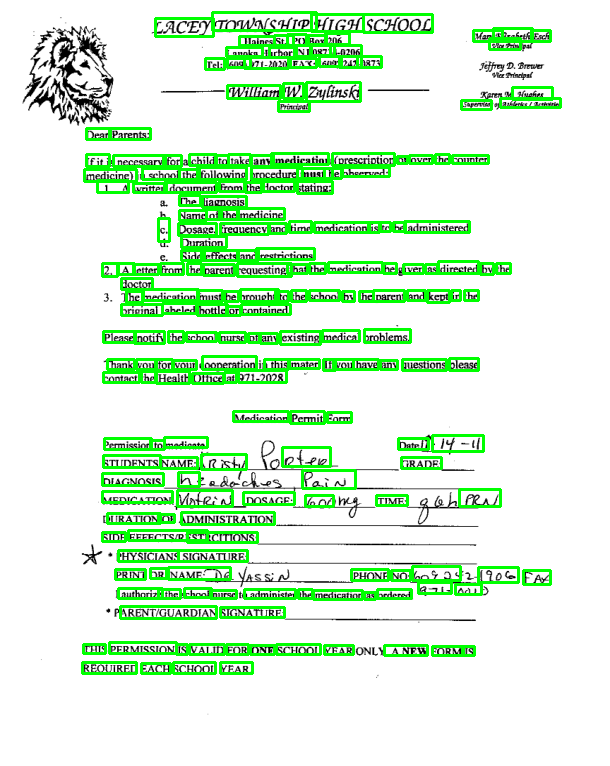 LACEY TOWNSHIP HIGH SCHOOL
Haines St. PO Box 206
Lanoka Harbor, NJ 08734-0206
Tel: 609 971-2020 FAX: 609 242-0873
William W. Zylinski
Principal
Mary Elizabeth Esch
Vice Principal
Jeffrey D. Brewer
Vice Principal
Karen M. Hughes
Supervisor of Athletics / Activities
Dear Parents:
If it is necessary for a child to take any medication (prescription or over the counter
medicine) in school the following procedure must be observed:
1. A written document from the doctor stating:
a. The diagnosis
b. Name of the medicine
c. Dosage, frequency and time medication is to be administered
d. Duration
e. Side effects and restrictions
2. A letter from the parent requesting that the medication be given as directed by the
doctor
3. The medication must be brought to the school by the parent and kept in the
original labeled bottle or contained.
Please notify the school nurse of any existing medical problems.
Thank you for your cooperation in this mater. If you have any questions please
contact the Health Office at 971-2028
Medication Permit Form
Permission to medicate Date 11-14-11
STUDENTS NAME: Kristy Porter GRADE:
DIAGNOSIS headaches Pain
MEDICATION Motrin DOSAGE: 600 mg TIME: q6h PRN
DURATION OF ADMINISTRATION
SIDE EFFECTS/RESTRICITIONS
* PHYSICIANS SIGNATURE
PRINT DR NAME: Dr Yassin PHONE NO: 609 242-1906 FAX
I authorize the school nurse to administer the medication as ordered 971-
* PARENT/GUARDIAN SIGNATURE
THIS PERMISSION IS VALID FOR ONE SCHOOL YEAR ONLY. A NEW FORM IS
REQUIRED EACH SCHOOL YEAR.